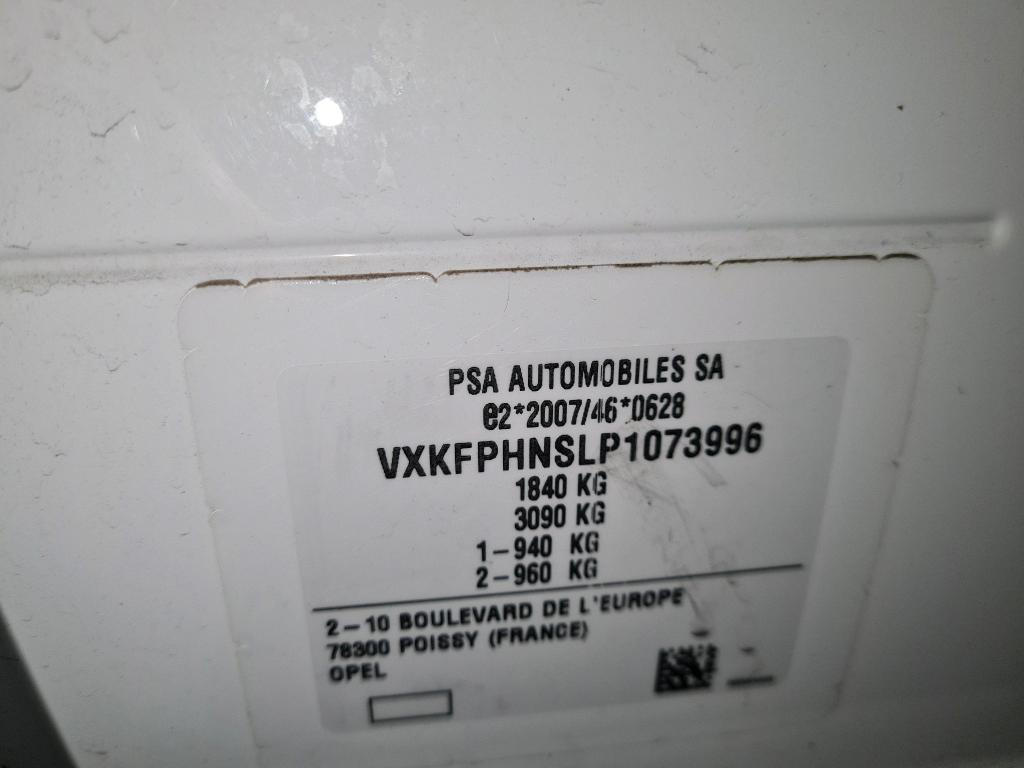 PSA AUTOMOBILES SA
e2*2007/46*0628
VXKFPHNSLP1073996
1840 KG
3090 KG
1-940 KG
2-960 KG
2-10 BOULEVARD DE L'EUROPE
78300 POISSY (FRANCE)
OPEL